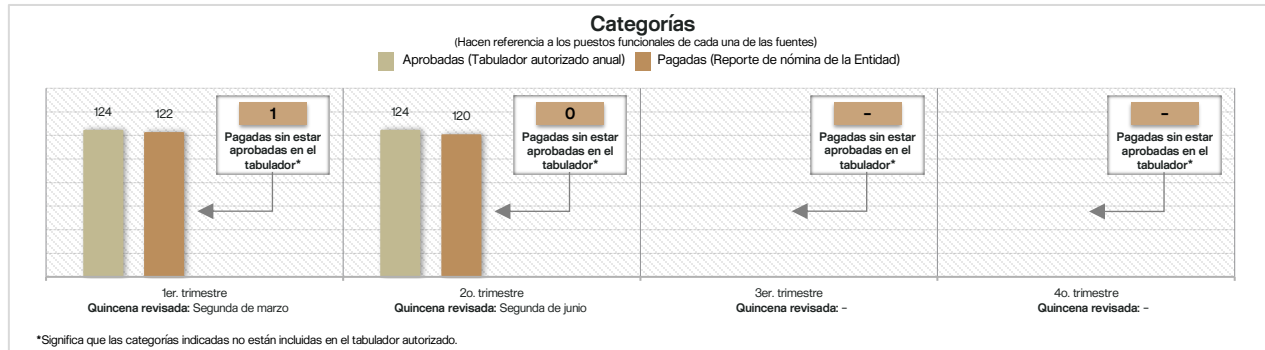 Categorías
(Hacen referencia a los puestos funcionales de cada una de las fuentes)
Aprobadas (Tabulador autorizado anual) Pagadas (Reporte de nómina de la Entidad)
124
122
1
Pagadas sin estar
aprobadas en el
tabulador*
124
120
0
Pagadas sin estar
aprobadas en el
tabulador*
–
Pagadas sin estar
aprobadas en el
tabulador*
–
Pagadas sin estar
aprobadas en el
tabulador*
1er. trimestre
Quincena revisada: Segunda de marzo
2o. trimestre
Quincena revisada: Segunda de junio
3er. trimestre
Quincena revisada: –
4o. trimestre
Quincena revisada: –
*Significa que las categorías indicadas no están incluidas en el tabulador autorizado.